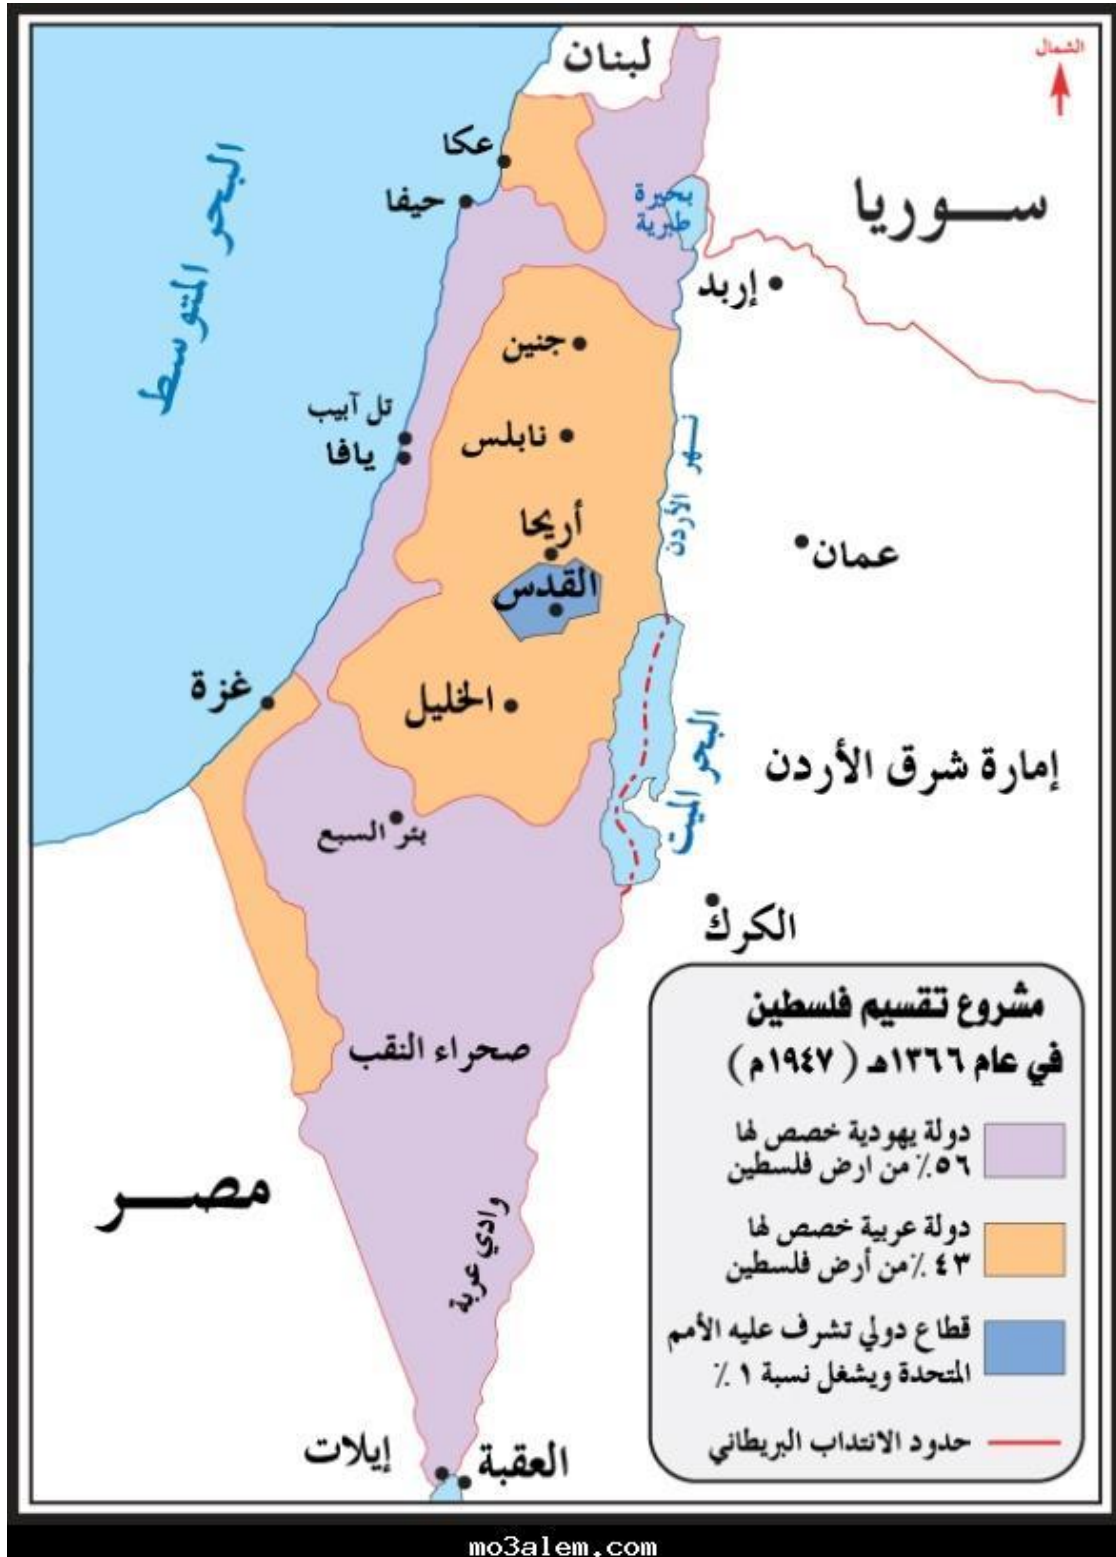 لبنان
الشمال
عكا
حيفا
بحيرة
طبرية
سوريا
البحر المتوسط
إربد
جنين
تل آبيب
يافا
نابلس
نهر الأردن
أريحا
عمان
القدس
غزة
الخليل
البحر الميت
إمارة شرق الأردن
بئر السبع
الكرك
صحراء النقب
مصر
وادي عربة
إيلات
العقبة
مشروع تقسيم فلسطين
في عام ١٣٦٦هـ ( ١٩٤٧م )
دولة يهودية خصص لها
٥٦٪ من ارض فلسطين
دولة عربية خصص لها
٤٣ ٪ من أرض فلسطين
قطاع دولي تشرف عليه الأمم
المتحدة ويشغل نسبة ١ ٪
حدود الانتداب البريطاني
mo3alem.com